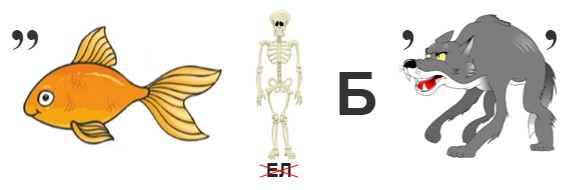 ,, Б , ,
ЕЛ